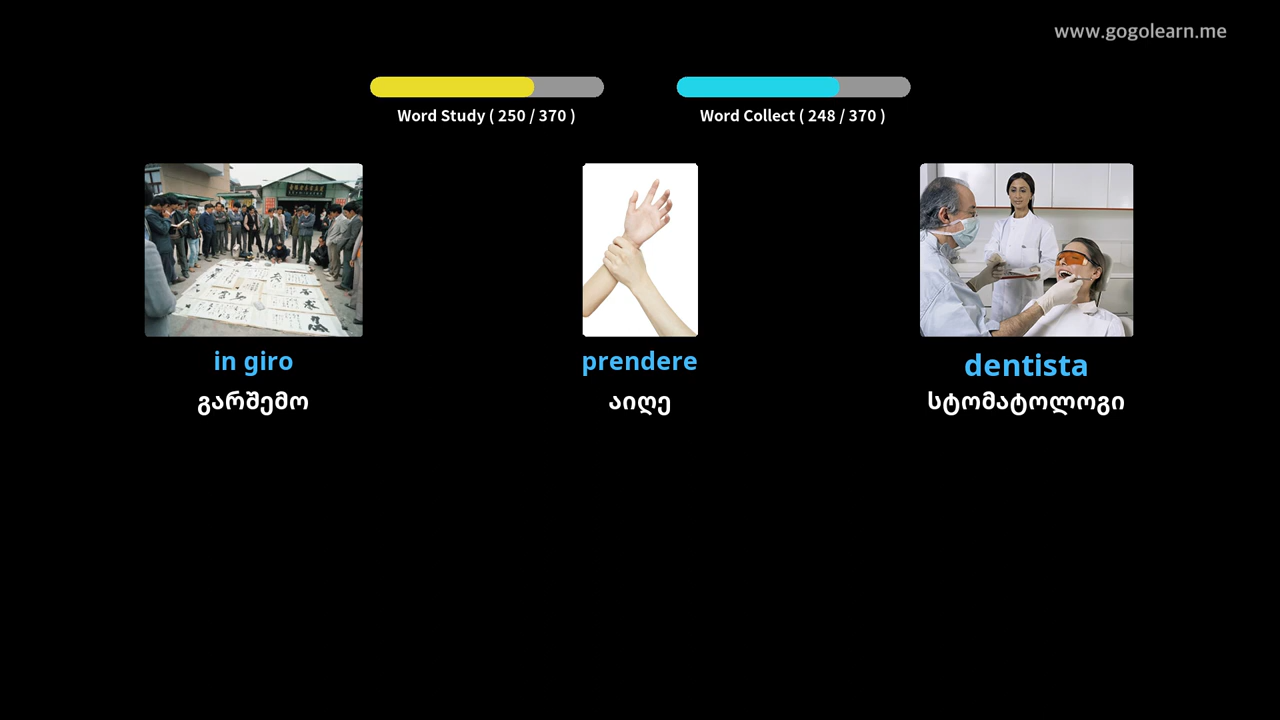 www.gogolearn.me
Word Study ( 250 / 370 )
Word Collect ( 248 / 370 )
in giro
prendere
dentista
გარშემო
აიღე
სტომატოლოგი